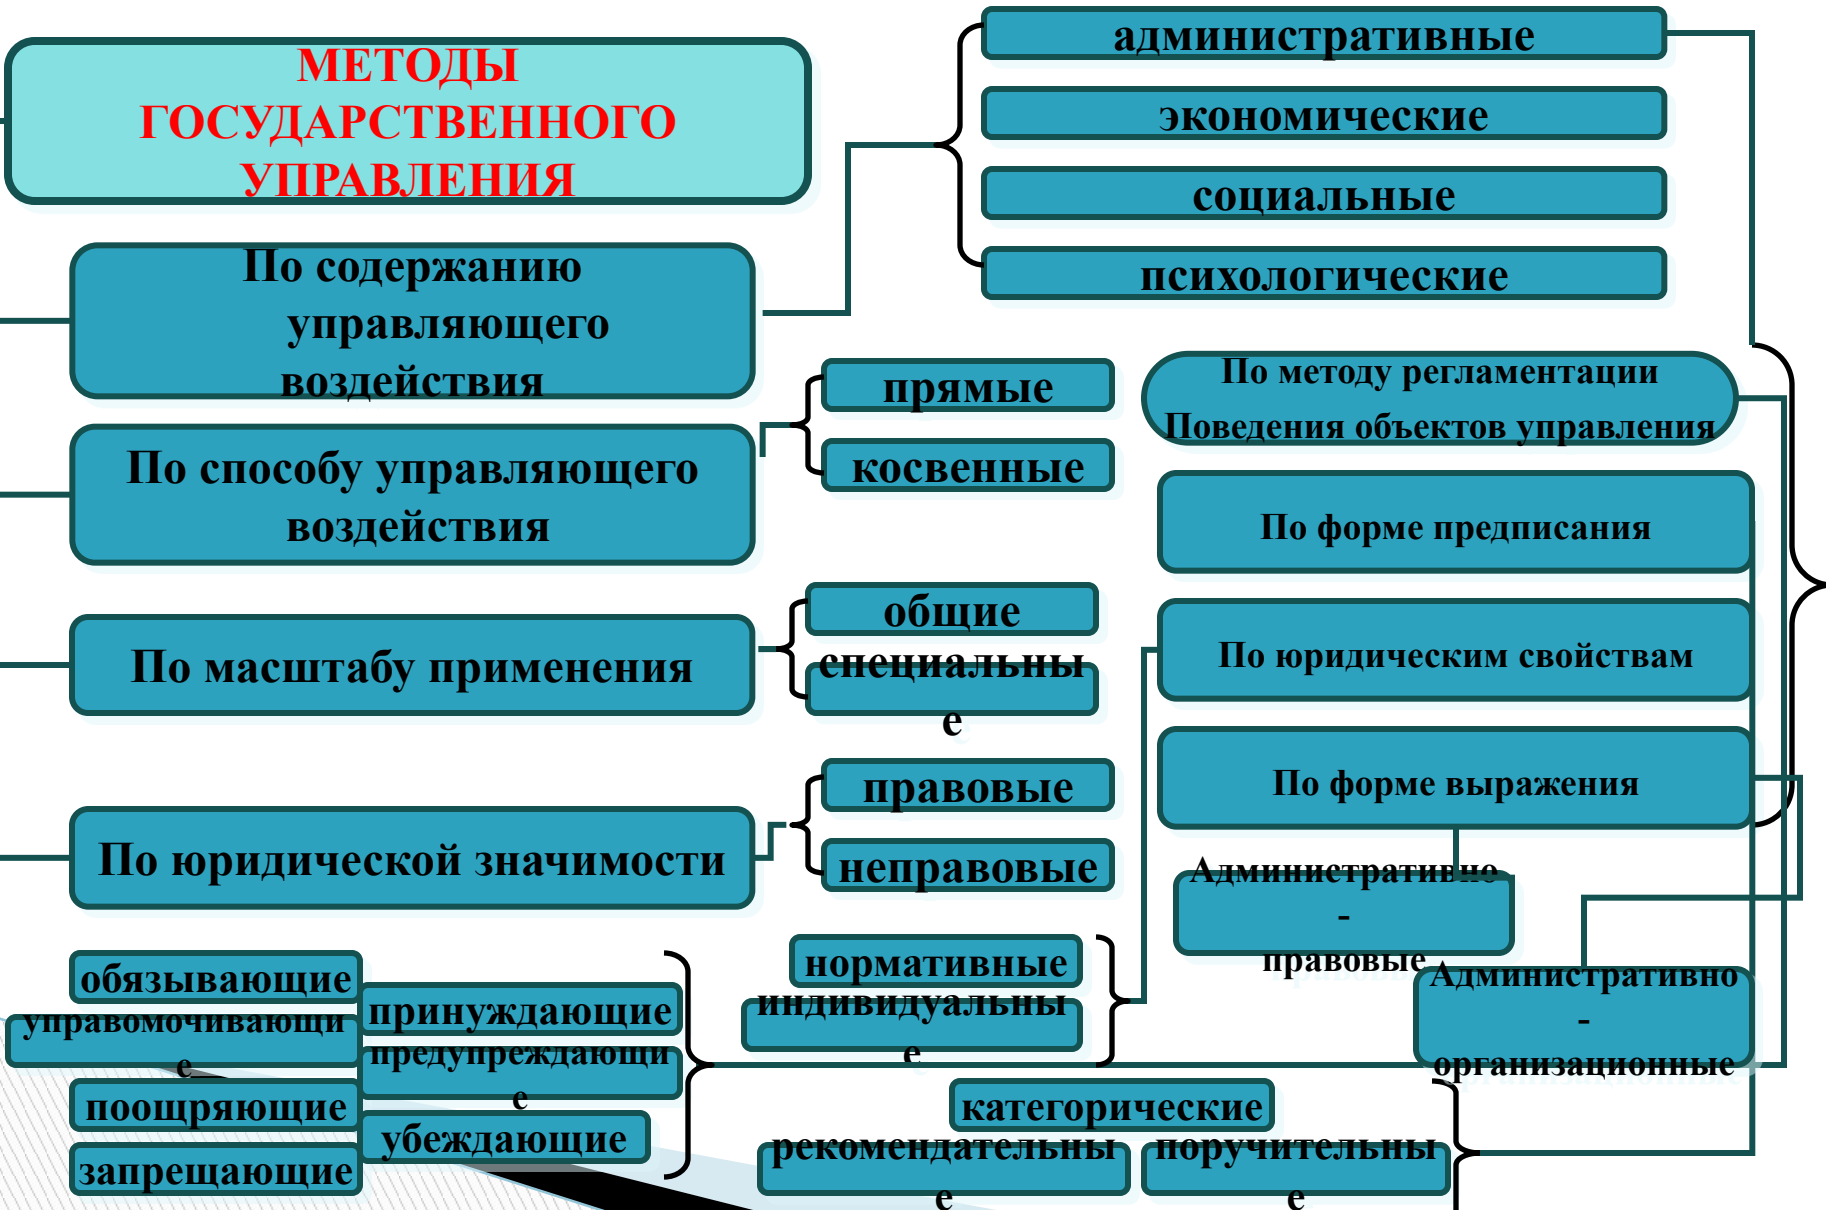 МЕТОДЫ
ГОСУДАРСТВЕННОГО
УПРАВЛЕНИЯ
административные
экономические
социальные
психологические
По содержанию
управляющего
воздействия
По способу управляющего
воздействия
прямые
косвенные
По методу регламентации
Поведения объектов управления
По форме предписания
По масштабу применения
общие
специальны
е
По юридическим свойствам
По форме выражения
По юридической значимости
правовые
неправовые
Административно
-
правовые
Административно
-
организационные
обязывающие
управомочивающи
е
поощряющие
запрещающие
принуждающие
предупреждающи
е
убеждающие
нормативные
индивидуальны
е
категорические
рекомендательны
е
поручительны
е